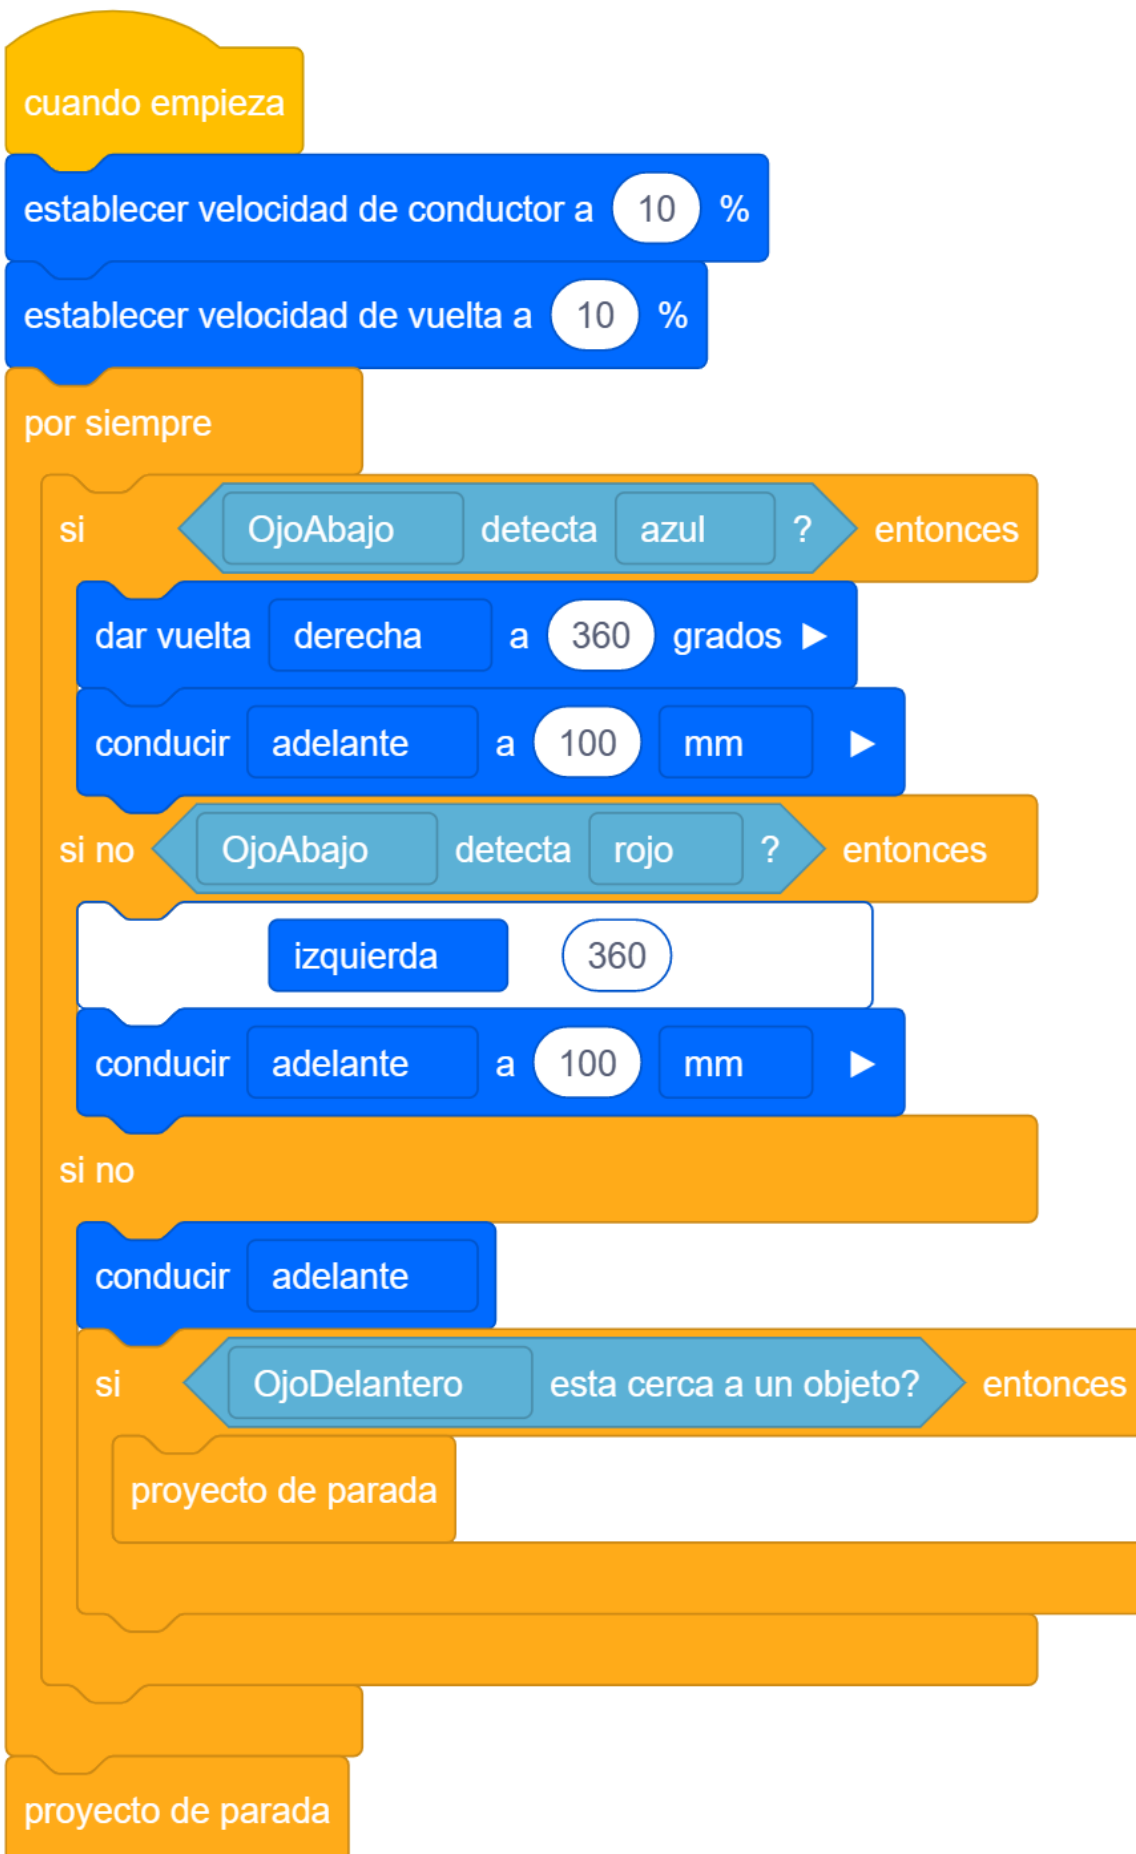 cuando empieza
establecer velocidad de conductor a 10 %
establecer velocidad de vuelta a 10 %
por siempre
si OjoAbajo detecta azul ? entonces
dar vuelta derecha a 360 grados
conducir adelante a 100 mm
si no OjoAbajo detecta rojo ? entonces
izquierda 360
conducir adelante a 100 mm
si no
conducir adelante
si OjoDelantero esta cerca a un objeto? entonces
proyecto de parada
proyecto de parada